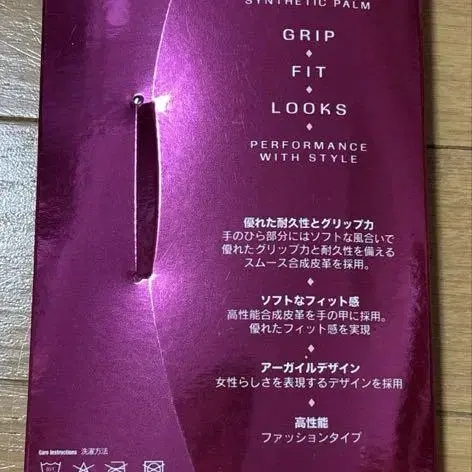 SYNTHETIC PALM
GRIP
FIT
LOOKS
PERFORMANCE
WITH STYLE
優れた耐久性とグリップ力
手のひら部分にはソフトな風合いで
優れたグリップ力と耐久性を備える
スムース合成皮革を採用。
ソフトなフィット感
高性能合成皮革を手の甲に採用。
優れたフィット感を実現
アーガイルデザイン
女性らしさを表現するデザインを採用
高性能
ファッションタイプ
Care Instructions 洗濯方法